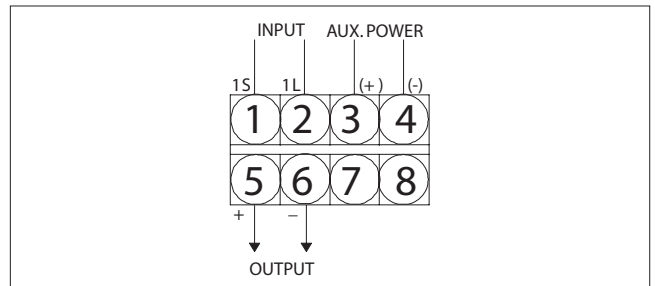 INPUT AUX. POWER
1S 1L (+) (-)
1 2 3 4
5 6 7 8
+ –
OUTPUT